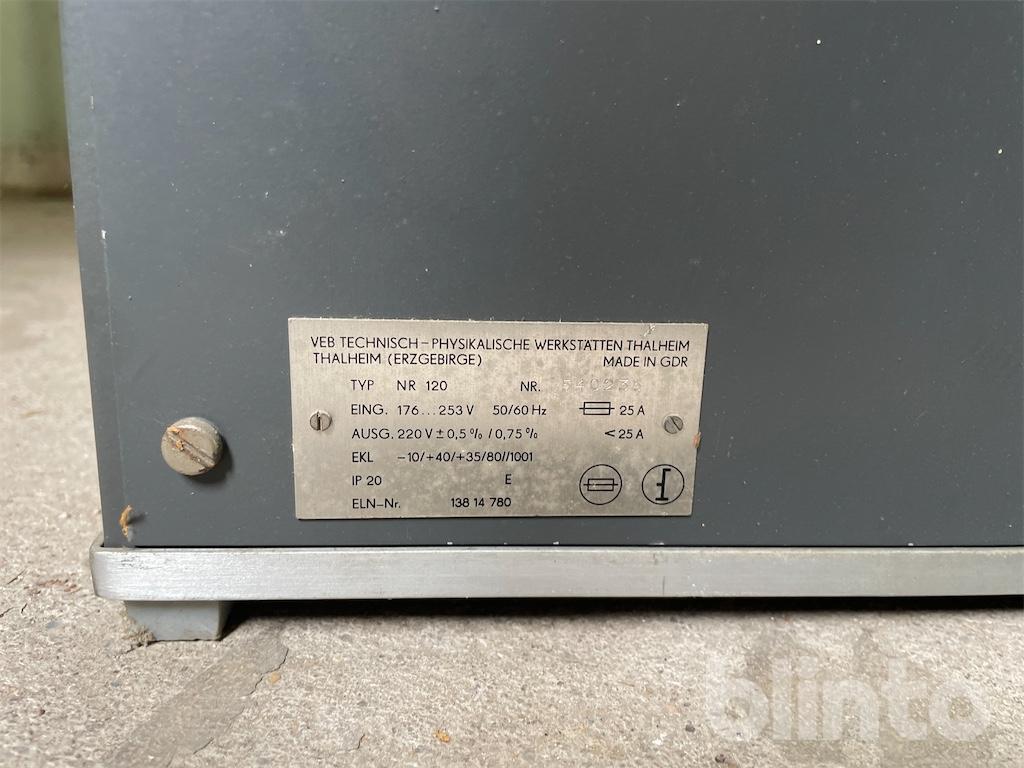 VEB TECHNISCH-PHYSIKALISCHE WERKSTÄTTEN THALHEIM
THALHEIM (ERZGEBIRGE) MADE IN GDR
TYP NR 120 NR.
EING. 176...253 V 50/60 Hz 25 A
AUSG. 220 V ± 0,5 % / 0,75 % < 25 A
EKL -10/+40/+35/80//1001
IP 20 E
ELN-Nr. 138 14 780
blinto